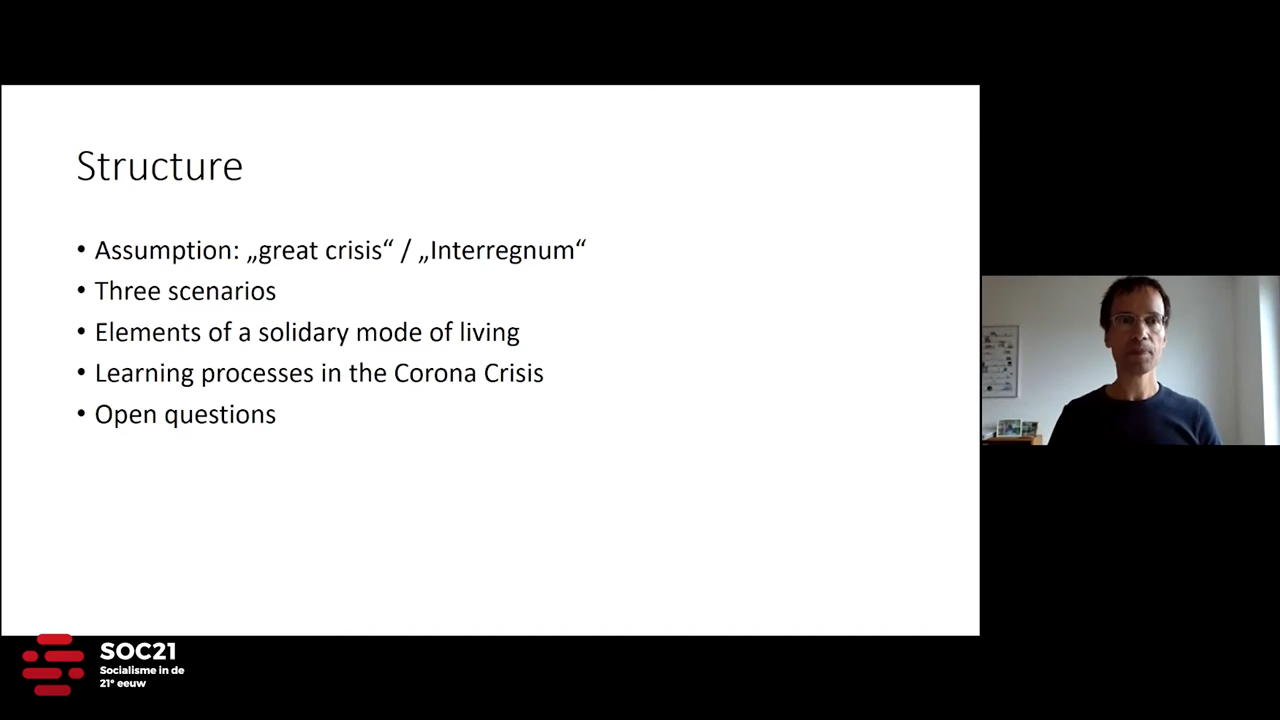 Structure
• Assumption: „great crisis“ / „Interregnum“
• Three scenarios
• Elements of a solidary mode of living
• Learning processes in the Corona Crisis
• Open questions
SOC21
Socialisme in de
21e eeuw